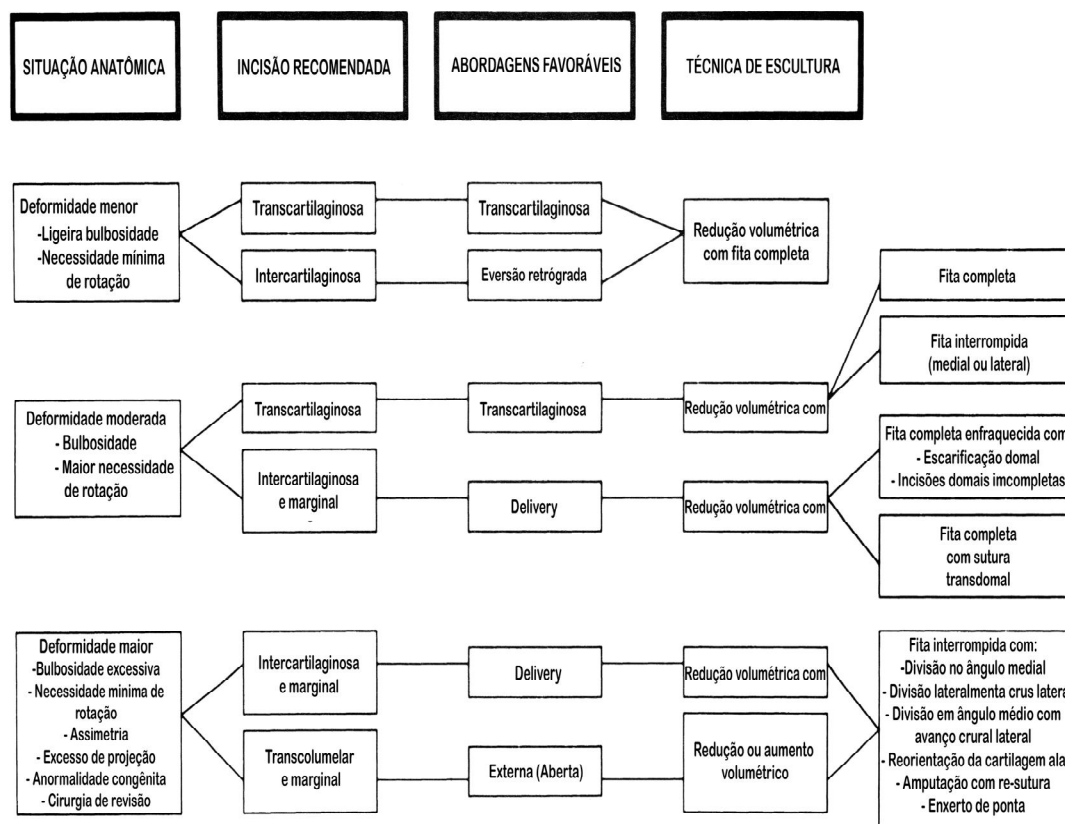 SITUAÇÃO ANATÔMICA
INCISÃO RECOMENDADA
ABORDAGENS FAVORÁVEIS
TÉCNICA DE ESCULTURA
Deformidade menor
-Ligeira bulbosidade
-Necessidade mínima
de rotação
Transcartilaginosa
Intercartilaginosa
Transcartilaginosa
Eversão retrógrada
Redução volumétrica
com fita completa
Deformidade moderada
- Bulbosidade
- Maior necessidade
de rotação
Transcartilaginosa
Intercartilaginosa
e marginal
Transcartilaginosa
Delivery
Redução volumétrica com
Redução volumétrica com
Fita completa
Fita interrompida
(medial ou lateral)
Fita completa enfraquecida com
- Escarificação domal
- Incisões domais imcompletas
Fita completa
com sutura
transdomal
Deformidade maior
-Bulbosidade excessiva
- Necessidade minima de
rotação
- Assimetria
- Excesso de projeção
- Anormalidade congênita
- Cirurgia de revisão
Intercartilaginosa
e marginal
Transcolumelar
e marginal
Delivery
Externa (Aberta)
Redução volumétrica com
Redução ou aumento
volumétrico
Fita interrompida com:
-Divisão no ângulo medial
- Divisão lateralmenta crus latera
- Divisão em ângulo médio com
avanço crural lateral
- Reorientação da cartilagem ala
- Amputação com re-sutura
- Enxerto de ponta